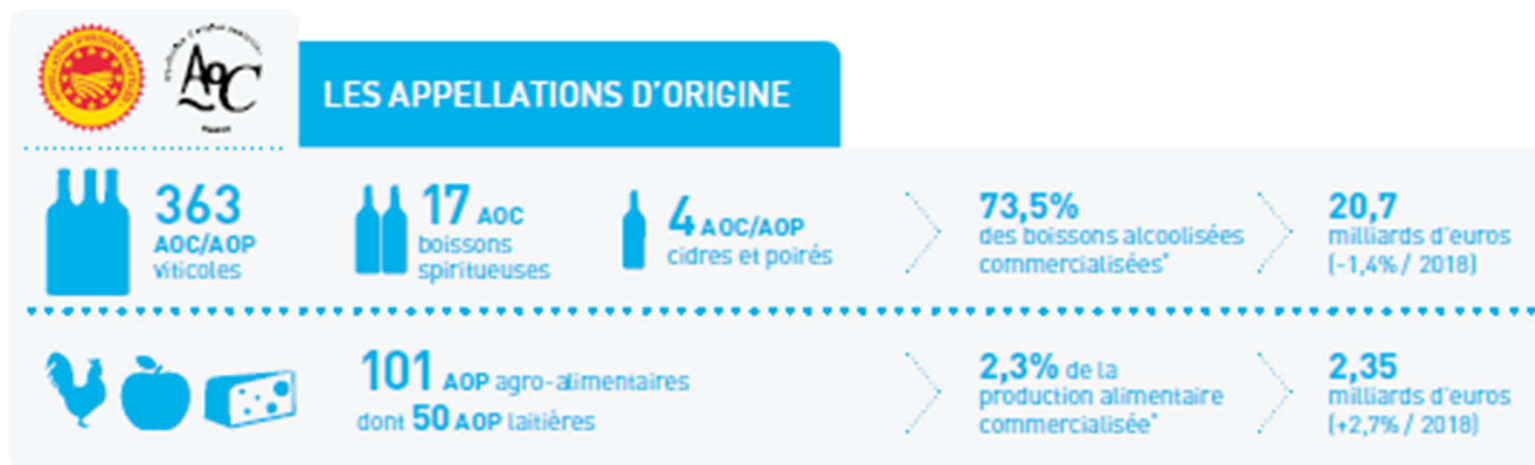 AOC
LES APPELLATIONS D'ORIGINE
363
AOC/AOP
viticoles
17 AOC
boissons
spiritueuses
4 AOC/AOP
cidres et poirés
73,5%
des boissons alcoolisées
commercialisées*
20,7
milliards d'euros
(-1,4% / 2018)
101 AOP agro-alimentaires
dont 50 AOP laitières
2,3% de la
production alimentaire
commercialisée*
2,35
milliards d'euros
(+2,7% / 2018)